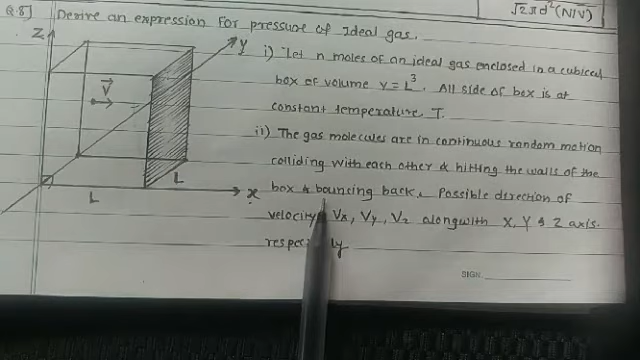 √2πd²(N/V)
Q.8] Derive an expression for pressure of Ideal gas.
Z
Y
V
L
L
X
i) Let n moles of an ideal gas enclosed in a cubical
box of volume V = L³. All side of box is at
constant temperature, T.
ii) The gas molecules are in continuous random motion
colliding with each other & hitting the walls of the
box & bouncing back. Possible direction of
velocity Vx, Vy, Vz along with X, Y & Z axis.
SIGN.